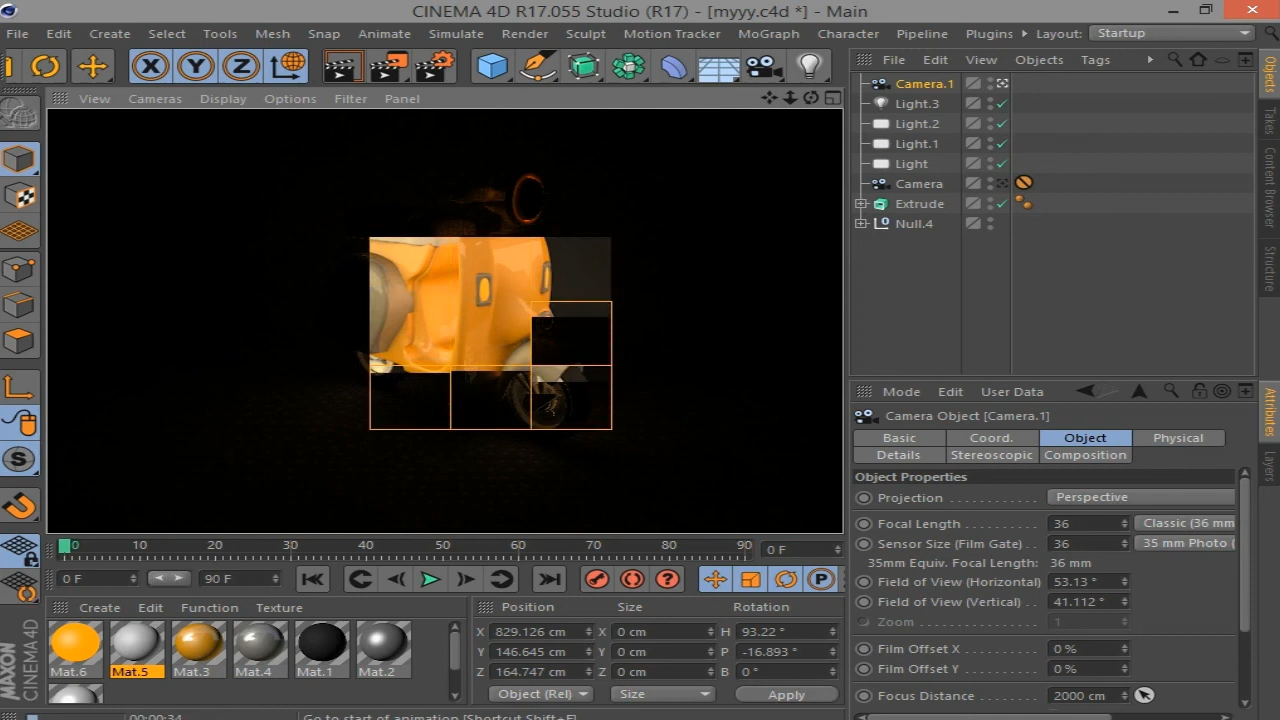 CINEMA 4D R17.055 Studio (R17) - [myyy.c4d *] - Main
File Edit Create Select Tools Mesh Snap Animate Simulate Render Sculpt Motion Tracker MoGraph Character Pipeline Plugins Layout: Startup
X Y Z
File Edit View Objects Tags
View Cameras Display Options Filter Panel
Camera.1
Light.3
Light.2
Light.1
Light
Camera
Extrude
Null.4
Objects
Takes
Content Browser
Structure
Mode Edit User Data
Camera Object [Camera.1]
Basic Coord. Object Physical
Details Stereoscopic Composition
Object Properties
Projection Perspective
Focal Length 36 Classic (36 mm
Sensor Size (Film Gate) 36 35 mm Photo (
35mm Equiv. Focal Length: 36 mm
Field of View (Horizontal) 53.13 °
Field of View (Vertical) 41.112 °
Zoom 1
Film Offset X 0 %
Film Offset Y 0 %
Focus Distance 2000 cm
Attributes
Layers
S
0 10 20 30 40 50 60 70 80 90 0 F
0 F 90 F ? P
Create Edit Function Texture
Mat.6 Mat.5 Mat.3 Mat.4 Mat.1 Mat.2
Position Size Rotation
X 829.126 cm X 0 cm H 93.22 °
Y 146.645 cm Y 0 cm P -16.893 °
Z 164.747 cm Z 0 cm B 0 °
Object (Rel) Size Apply
MAXON
CINEMA 4D
00:00:34 Go to start of animation [Shortcut Shift+F]